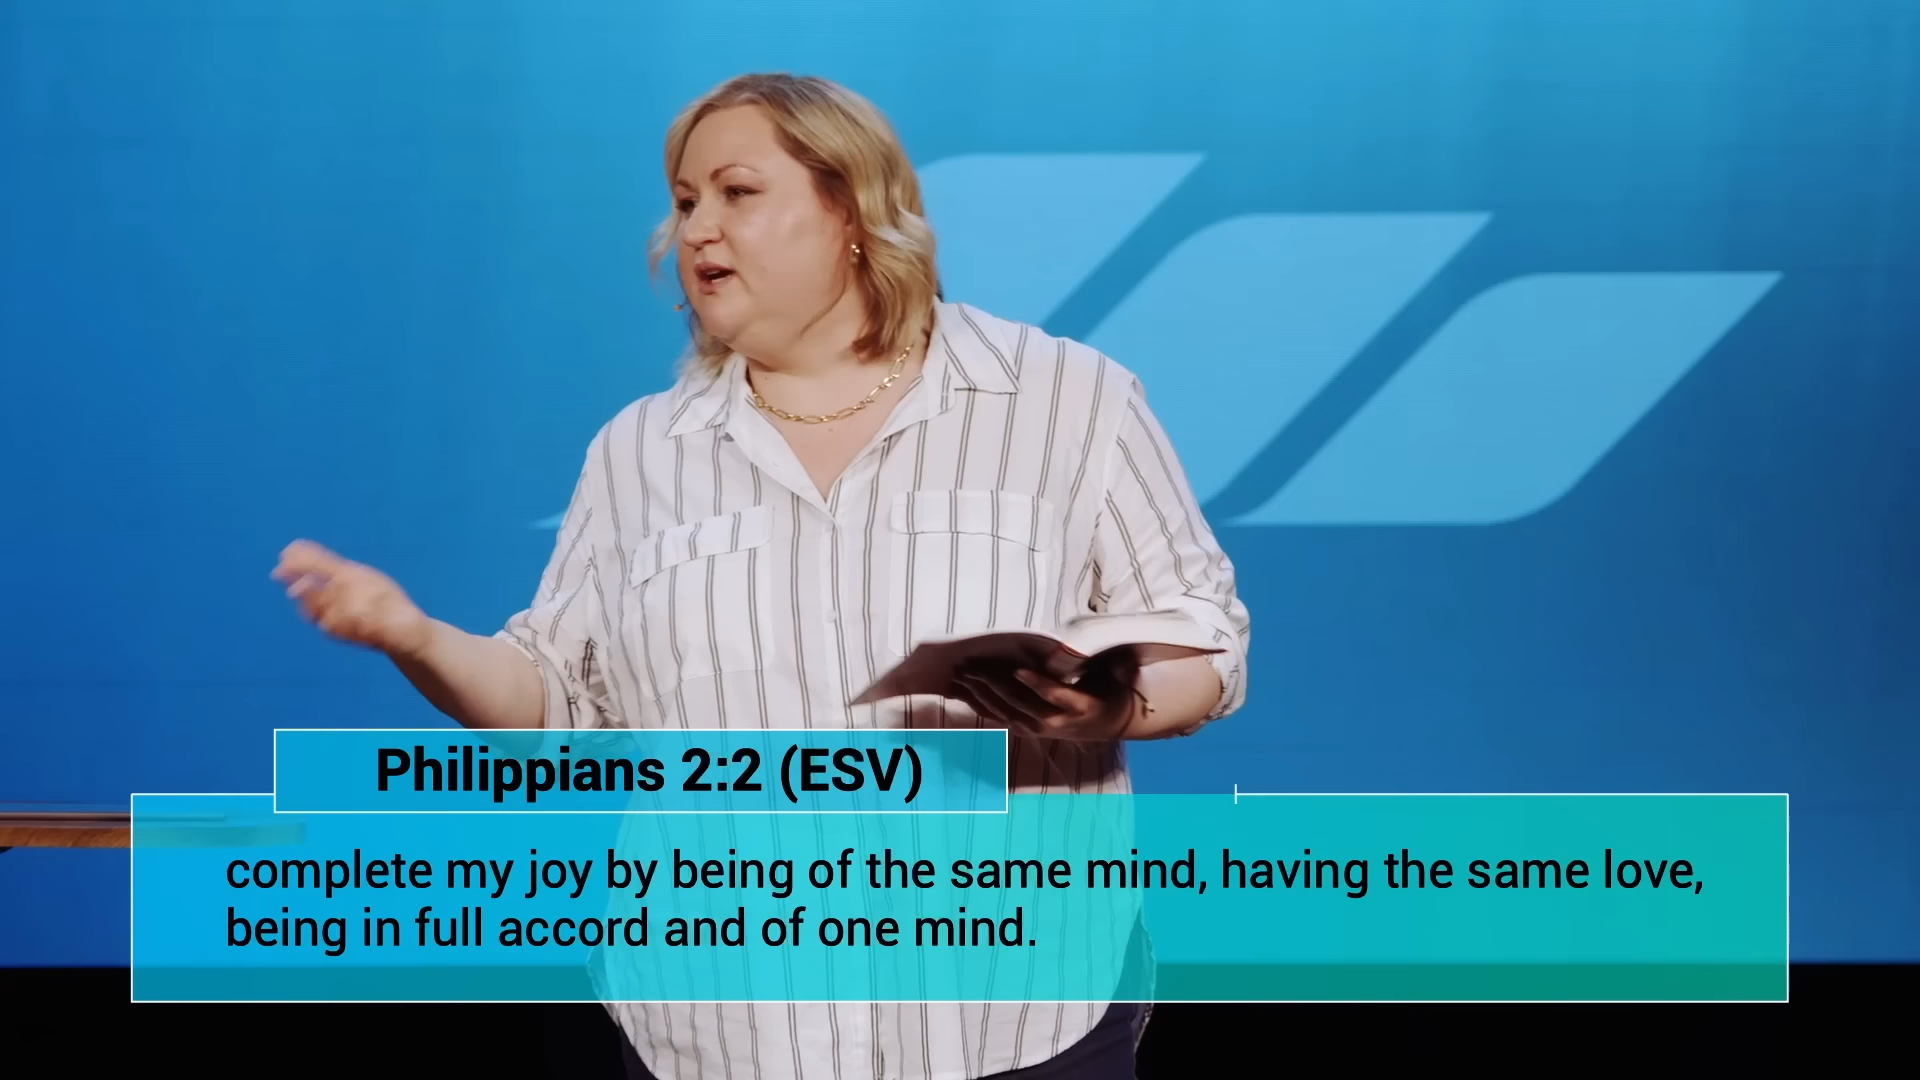 Philippians 2:2 (ESV)
complete my joy by being of the same mind, having the same love,
being in full accord and of one mind.